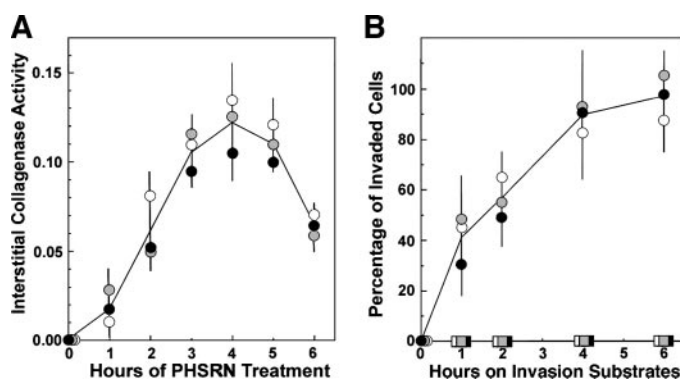 A
B
Interstitial Collagenase Activity
0.15
0.10
0.05
0.00
0 1 2 3 4 5 6
Hours of PHSRN Treatment
Percentage of Invaded Cells
100
80
60
40
20
0
0 1 2 3 4 5 6
Hours on Invasion Substrates